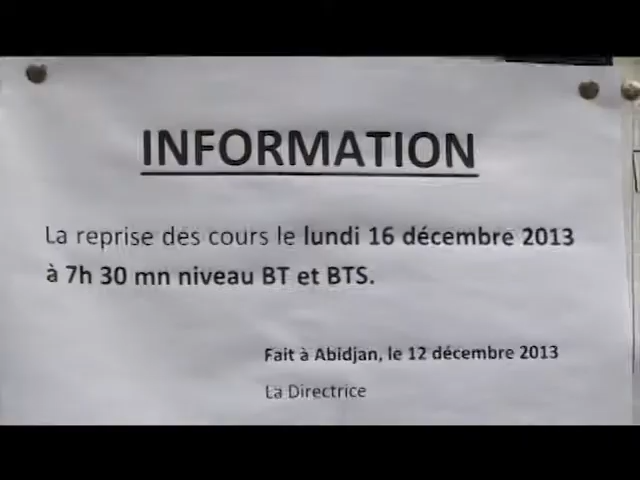 INFORMATION
La reprise des cours le lundi 16 décembre 2013
à 7h 30 mn niveau BT et BTS.
Fait à Abidjan, le 12 décembre 2013
La Directrice